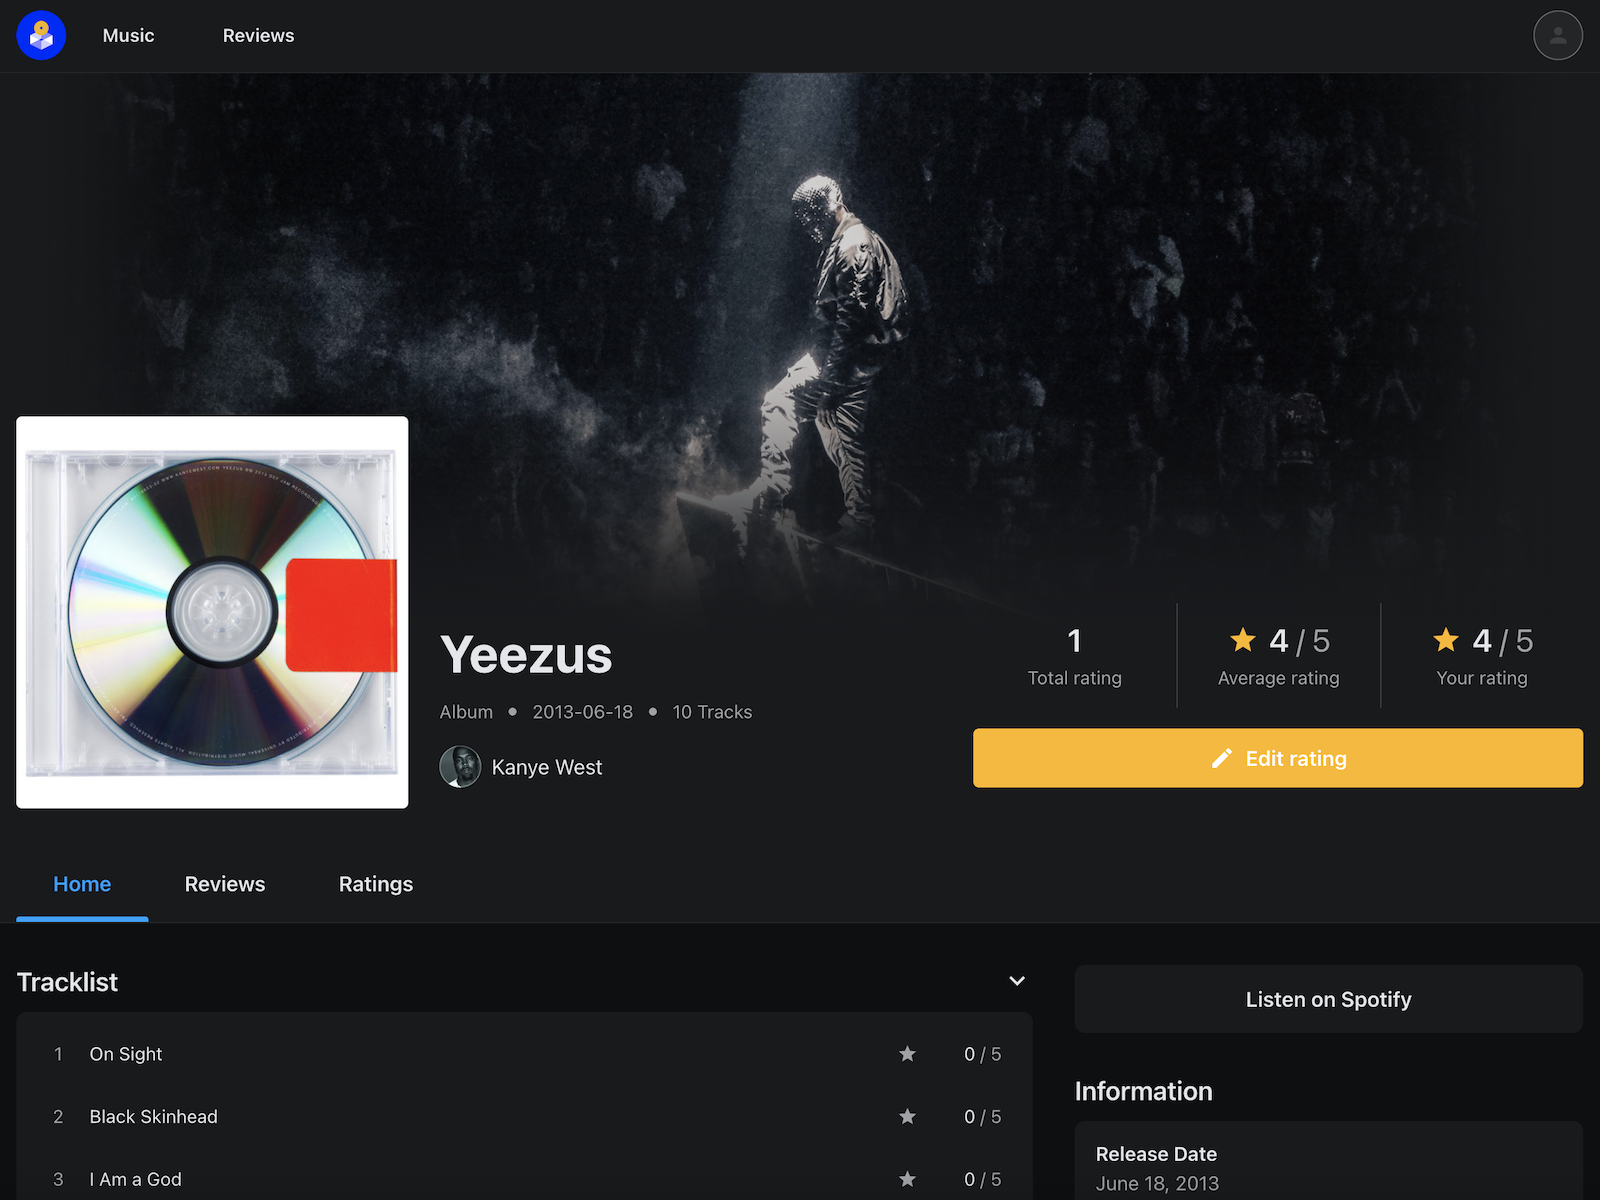 Music
Reviews
Yeezus
Album • 2013-06-18 • 10 Tracks
Kanye West
1
Total rating
4 / 5
Average rating
4 / 5
Your rating
Edit rating
Home
Reviews
Ratings
Tracklist
1 On Sight 0 / 5
2 Black Skinhead 0 / 5
3 I Am a God 0 / 5
Listen on Spotify
Information
Release Date
June 18, 2013